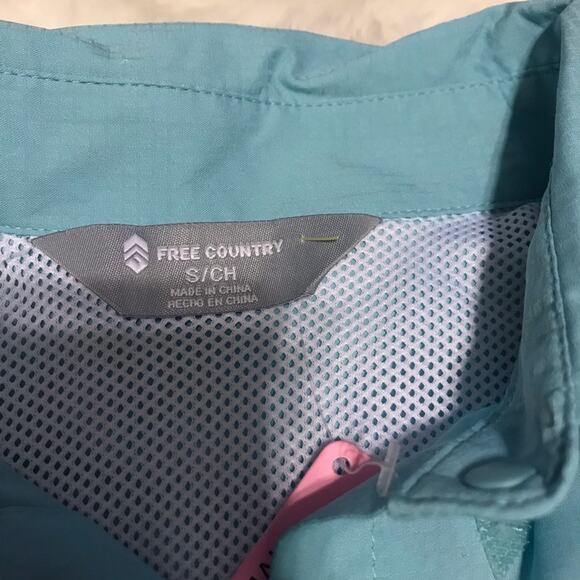 FREE COUNTRY
S/CH
MADE IN CHINA
HECHO EN CHINA